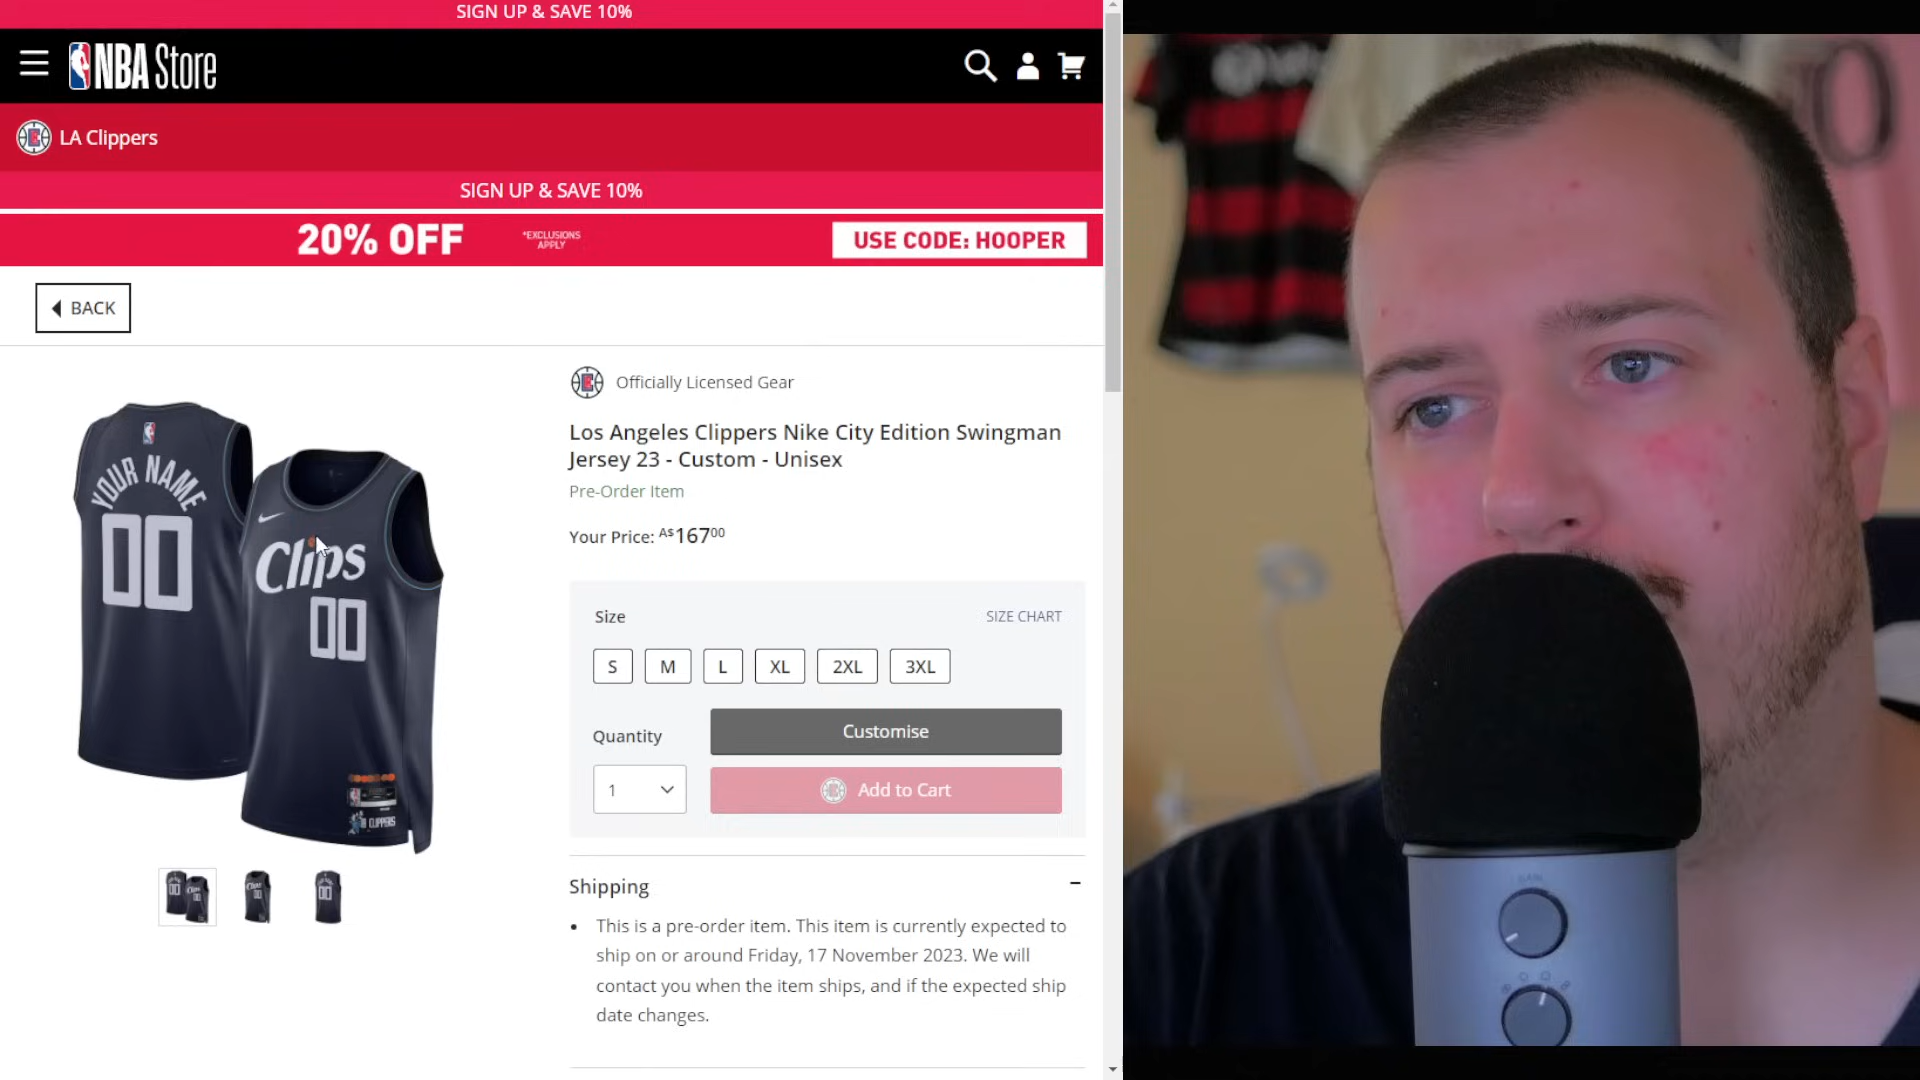 SIGN UP & SAVE 10%
NBA Store
LA Clippers
SIGN UP & SAVE 10%
20% OFF
*EXCLUSIONS
APPLY
USE CODE: HOOPER
BACK
Officially Licensed Gear
Los Angeles Clippers Nike City Edition Swingman
Jersey 23 - Custom - Unisex
Pre-Order Item
Your Price: A$16700
YOUR NAME
00
Clips
00
CLIPPERS
Size
SIZE CHART
S
M
L
XL
2XL
3XL
Quantity
Customise
1
Add to Cart
Shipping
This is a pre-order item. This item is currently expected to
ship on or around Friday, 17 November 2023. We will
contact you when the item ships, and if the expected ship
date changes.
GAIN